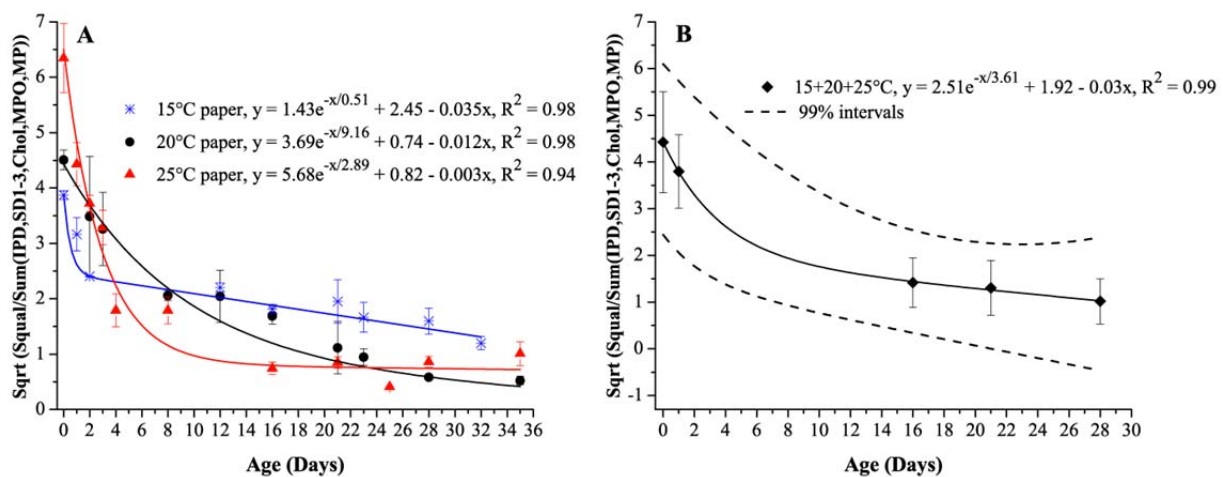 A
Sqrt (Squal/Sum(IPD,SD1-3,Chol,MPO,MP)
7
6
5
4
3
2
1
0
15°C paper, y = 1.43e^-x/0.51 + 2.45 - 0.035x, R^2 = 0.98
20°C paper, y = 3.69e^-x/9.16 + 0.74 - 0.012x, R^2 = 0.98
25°C paper, y = 5.68e^-x/2.89 + 0.82 - 0.003x, R^2 = 0.94
0 2 4 6 8 10 12 14 16 18 20 22 24 26 28 30 32 34 36
Age (Days)
B
Sqrt (Squal/Sum(IPD,SD1-3,Chol,MPO,MP)
7
6
5
4
3
2
1
0
-1
15+20+25°C, y = 2.51e^-x/3.61 + 1.92 - 0.03x, R^2 = 0.99
99% intervals
0 2 4 6 8 10 12 14 16 18 20 22 24 26 28 30
Age (Days)